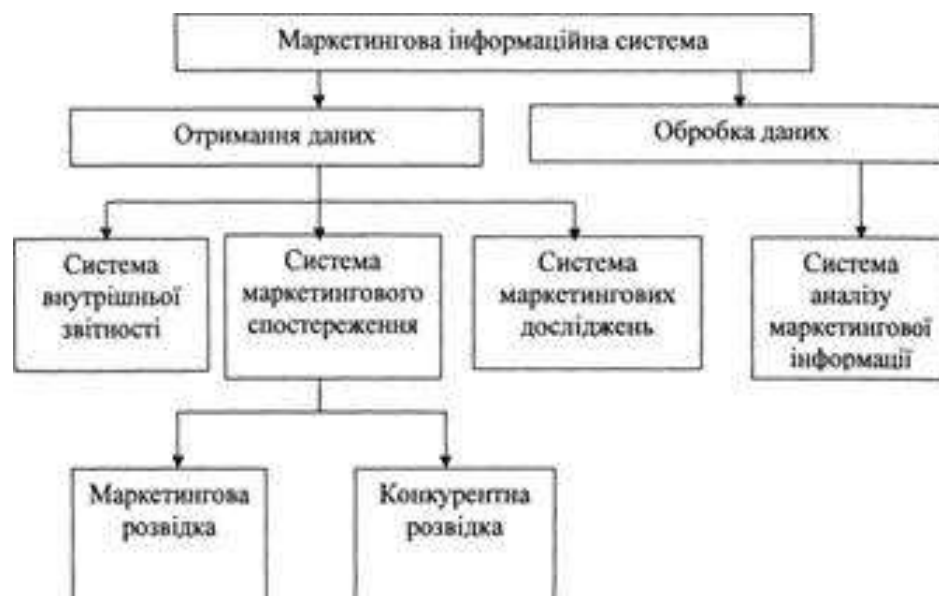 Маркетингова інформаційна система
Отримання даних
Обробка даних
Система
внутрішньої
звітності
Система
маркетингового
спостереження
Система
маркетингових
досліджень
Система
аналізу
маркетингової
інформації
Маркетингова
розвідка
Конкурентна
розвідка